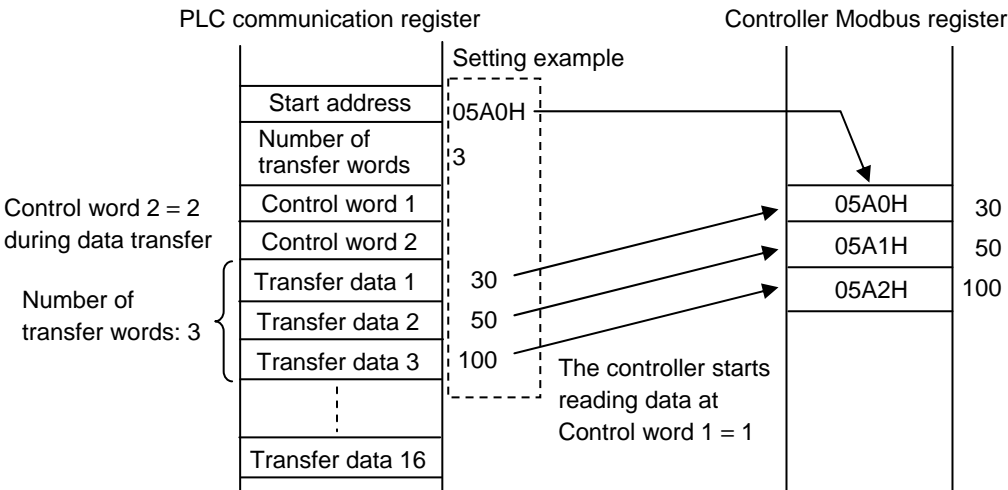 PLC communication register
Controller Modbus register
Setting example
Start address
05A0H
Number of
transfer words
3
Control word 2 = 2
during data transfer
Control word 1
Control word 2
05A0H
30
05A1H
50
05A2H
100
Number of
transfer words: 3
Transfer data 1
30
Transfer data 2
50
Transfer data 3
100
The controller starts
reading data at
Control word 1 = 1
Transfer data 16